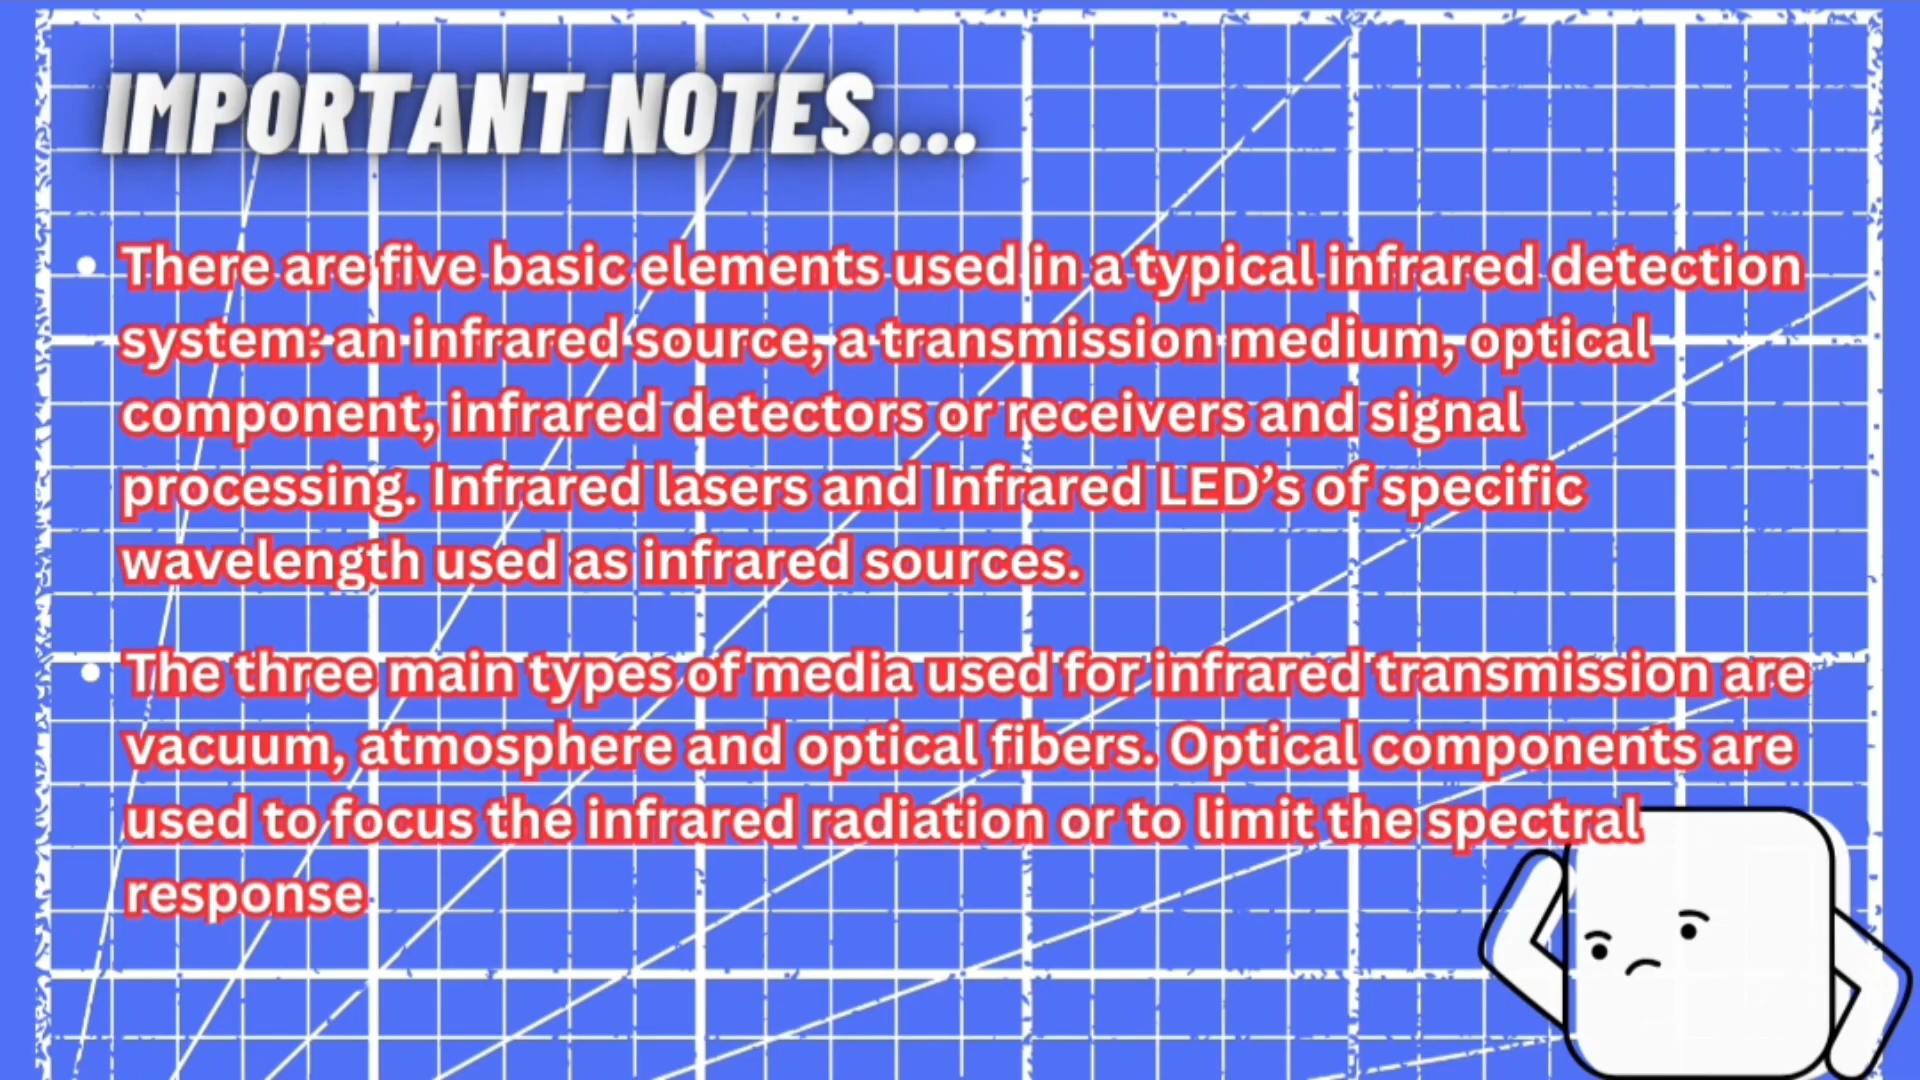 IMPORTANT NOTES....
• There are five basic elements used in a typical infrared detection
system: an infrared source, a transmission medium, optical
component, infrared detectors or receivers and signal
processing. Infrared lasers and Infrared LED’s of specific
wavelength used as infrared sources.
• The three main types of media used for infrared transmission are
vacuum, atmosphere and optical fibers. Optical components are
used to focus the infrared radiation or to limit the spectral
response